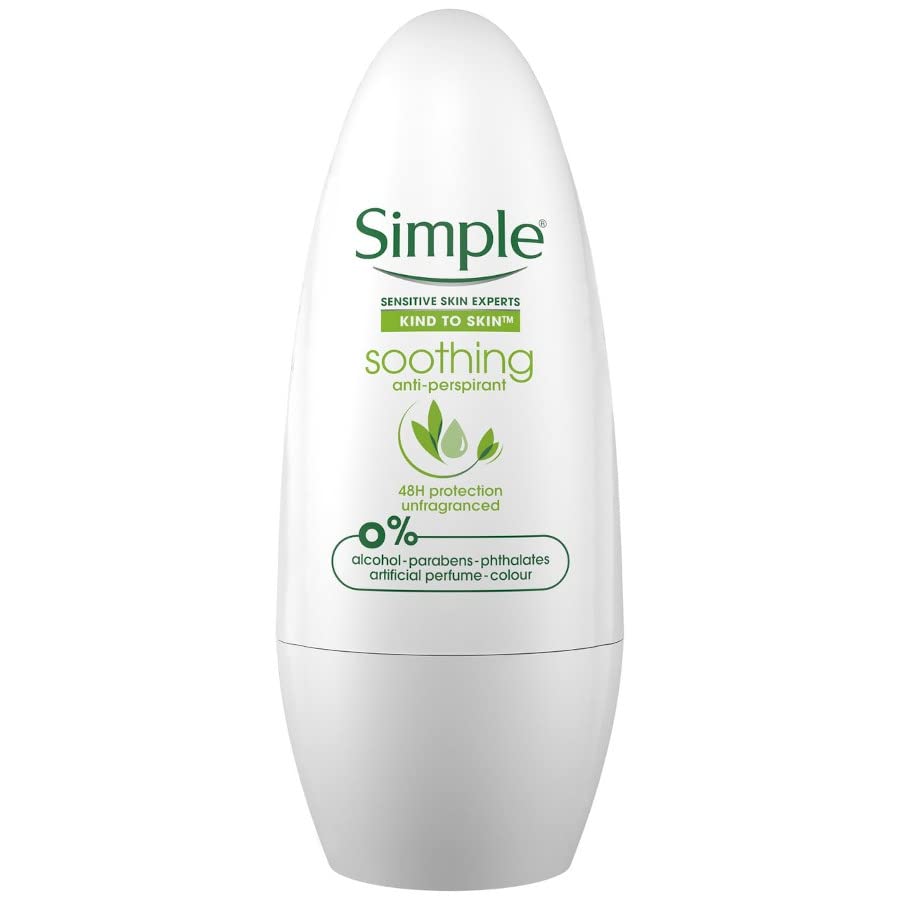 Simple®
SENSITIVE SKIN EXPERTS
KIND TO SKIN™
soothing
anti-perspirant
48H protection
unfragranced
0%
alcohol-parabens-phthalates
artificial perfume-colour